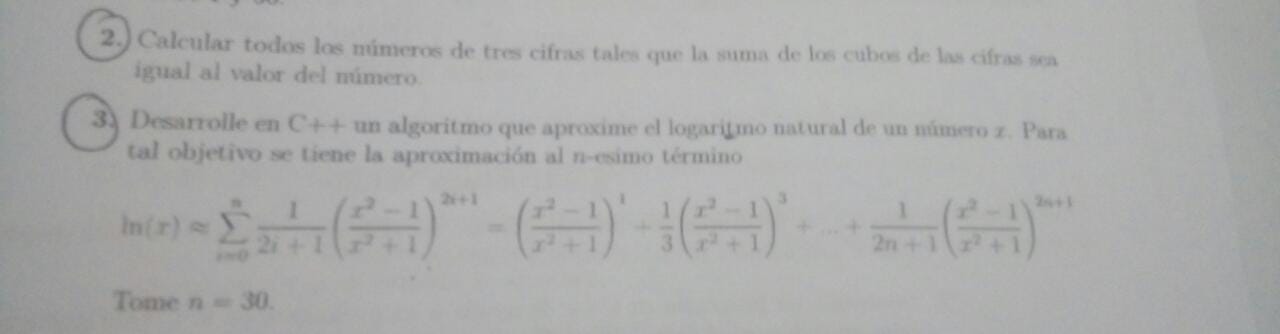 2. Calcular todos los números de tres cifras tales que la suma de los cubos de las cifras sea
igual al valor del número.
3. Desarrolle en C++ un algoritmo que aproxime el logaritmo natural de un número x. Para
tal objetivo se tiene la aproximación al n-esimo término
ln(x) ≈ \sum_{i=0}^{n} \frac{1}{2i+1} \left(\frac{x^2-1}{x^2+1}\right)^{2i+1} = \left(\frac{x^2-1}{x^2+1}\right)^1 + \frac{1}{3} \left(\frac{x^2-1}{x^2+1}\right)^3 + ... + \frac{1}{2n+1} \left(\frac{x^2-1}{x^2+1}\right)^{2n+1}
Tome n = 30.